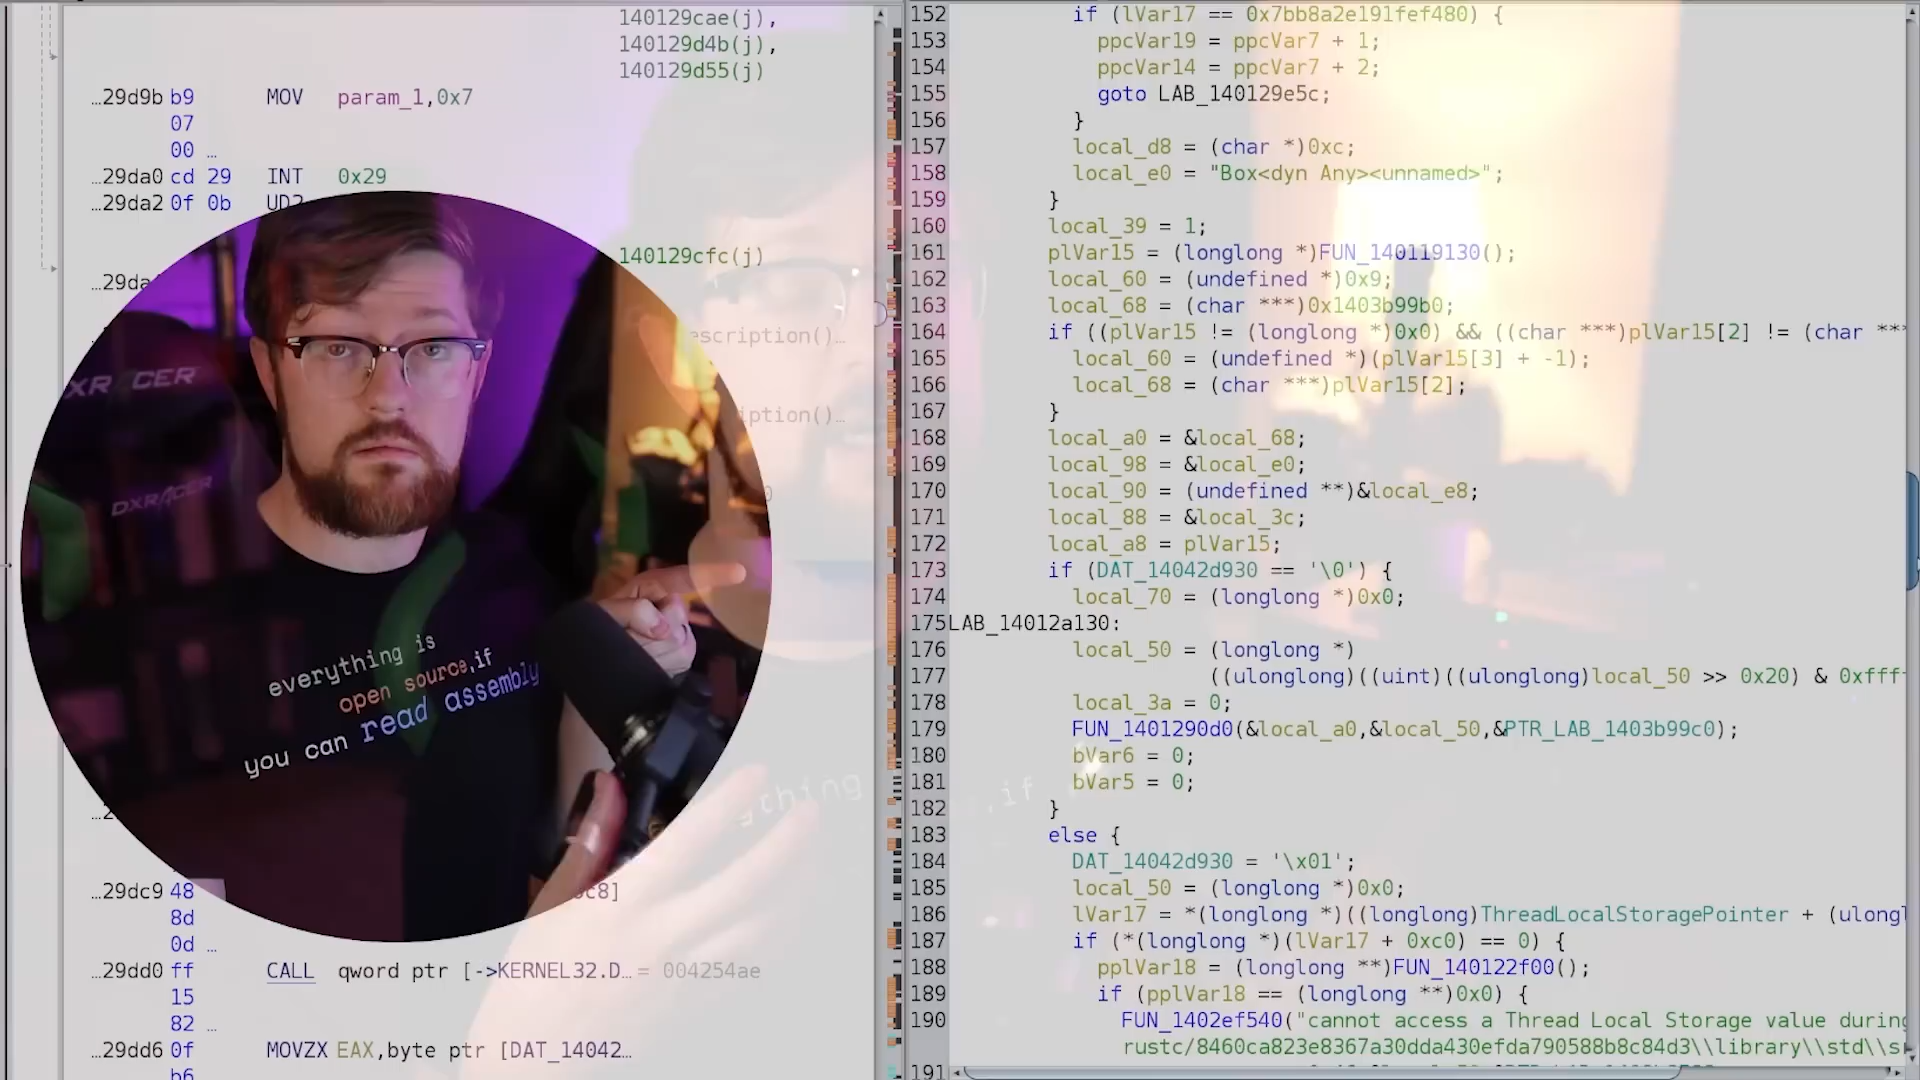 140129cae(j),
140129d4b(j),
140129d55(j)
…29d9b b9 MOV param_1,0x7
07
00 …
…29da0 cd 29 INT 0x29
…29da2 0f 0b UD2
140129cfc(j)
…29da
escription()…
iption()…
DXRACER
DXRACER
everything is
open source,if
you can read assembly
…29dc9 48 c8]
8d
0d …
…29dd0 ff CALL qword ptr [->KERNEL32.D… = 004254ae
15
82 …
…29dd6 0f MOVZX EAX,byte ptr [DAT_14042…
b6
152 if (lVar17 == 0x7bb8a2e191fef480) {
153 ppcVar19 = ppcVar7 + 1;
154 ppcVar14 = ppcVar7 + 2;
155 goto LAB_140129e5c;
156 }
157 local_d8 = (char *)0xc;
158 local_e0 = "Box<dyn Any><unnamed>";
159 }
160 local_39 = 1;
161 plVar15 = (longlong *)FUN_140119130();
162 local_60 = (undefined *)0x9;
163 local_68 = (char ***)0x1403b99b0;
164 if ((plVar15 != (longlong *)0x0) && ((char ***)plVar15[2] != (char ***
165 local_60 = (undefined *)(plVar15[3] + -1);
166 local_68 = (char ***)plVar15[2];
167 }
168 local_a0 = &local_68;
169 local_98 = &local_e0;
170 local_90 = (undefined **)&local_e8;
171 local_88 = &local_3c;
172 local_a8 = plVar15;
173 if (DAT_14042d930 == '\0') {
174 local_70 = (longlong *)0x0;
175 LAB_14012a130:
176 local_50 = (longlong *)
177 ((ulonglong)((uint)((ulonglong)local_50 >> 0x20) & 0xfff
178 local_3a = 0;
179 FUN_1401290d0(&local_a0,&local_50,&PTR_LAB_1403b99c0);
180 bVar6 = 0;
181 bVar5 = 0;
182 }
183 else {
184 DAT_14042d930 = '\x01';
185 local_50 = (longlong *)0x0;
186 lVar17 = *(longlong *)((longlong)ThreadLocalStoragePointer + (ulongl
187 if (*(longlong *)(lVar17 + 0xc0) == 0) {
188 pplVar18 = (longlong **)FUN_140122f00();
189 if (pplVar18 == (longlong **)0x0) {
190 FUN_1402ef540("cannot access a Thread Local Storage value during
rustc/8460ca823e8367a30dda430efda790588b8c84d3\\library\\std\\s
191